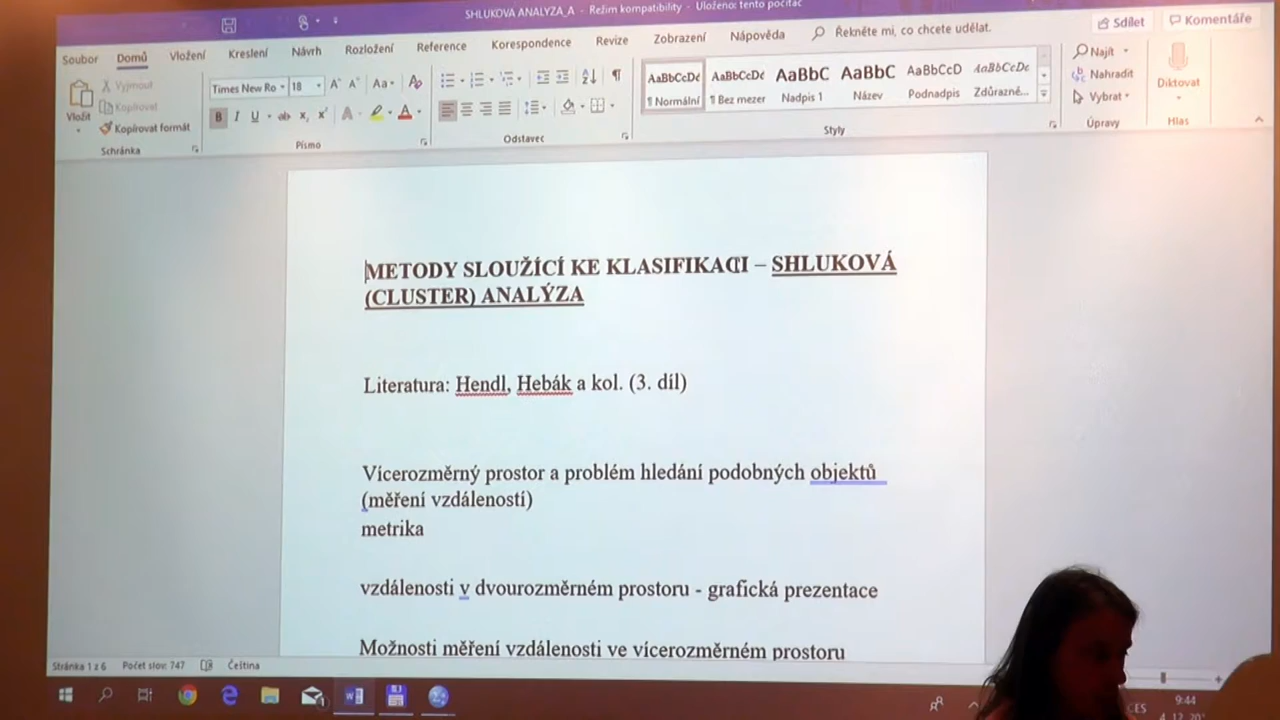 SHLUKOVA ANALYZA_A - Režim kompatibility - Uloženo: tento počítač
Sdílet Komentáře
Soubor Domů Vložení Kreslení Návrh Rozložení Reference Korespondence Revize Zobrazení Nápověda Řekněte mi, co chcete udělat.
Vložit
Vyjmout
Kopírovat
Kopírovat formát
Schránka
Times New Ro 18
Písmo
Odstavec
AaBbCcDc AaBbCcDc AaBbC AaBbC AaBbCcD AaBbCcDc
¶ Normální ¶ Bez mezer Nadpis 1 Název Podnadpis Zdůrazně...
Styly
Najít
Nahradit
Vybrat
Úpravy
Diktovat
Hlas
METODY SLOUŽÍCÍ KE KLASIFIKACI – SHLUKOVÁ
(CLUSTER) ANALÝZA
Literatura: Hendl, Hebák a kol. (3. díl)
Vícerozměrný prostor a problém hledání podobných objektů
(měření vzdáleností)
metrika
vzdálenosti v dvourozměrném prostoru - grafická prezentace
Možnosti měření vzdálenosti ve vícerozměrném prostoru
Stránka 1 z 6 Počet slov: 747 Čeština
CES
9:44